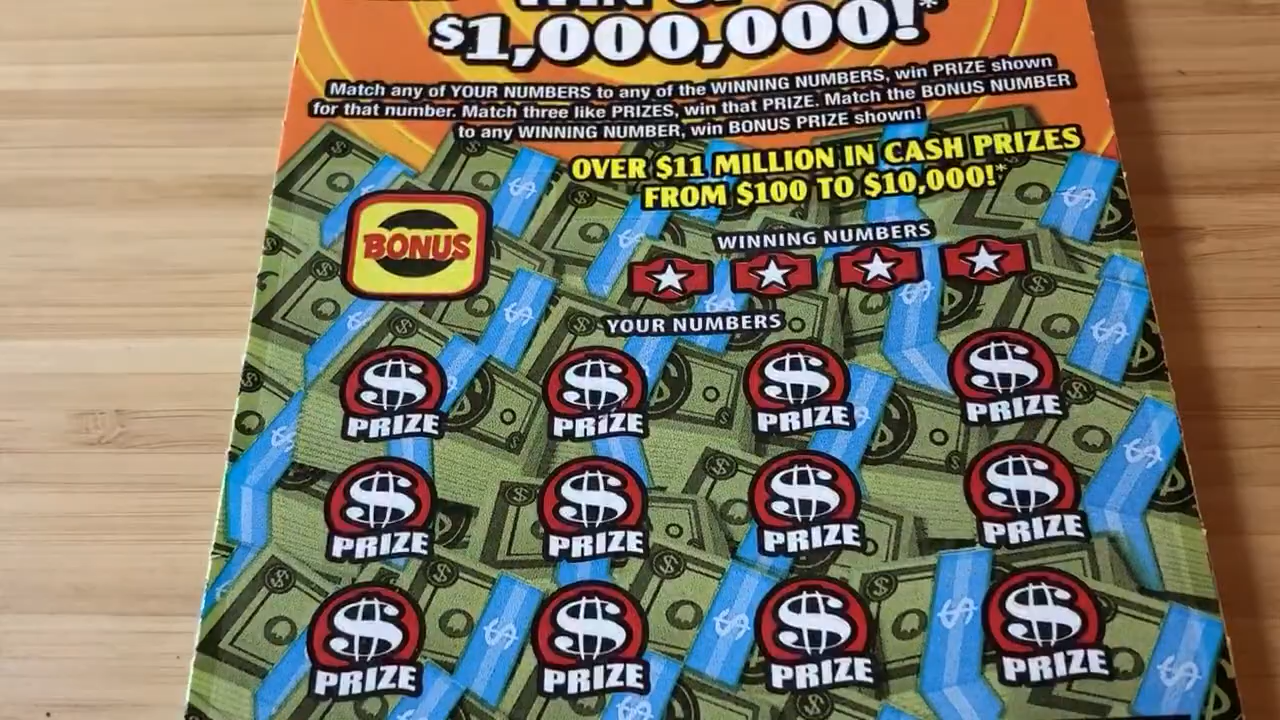 $1,000,000!*
Match any of YOUR NUMBERS to any of the WINNING NUMBERS, win PRIZE shown
for that number. Match three like PRIZES, win that PRIZE. Match the BONUS NUMBER
to any WINNING NUMBER, win BONUS PRIZE shown!
OVER $11 MILLION IN CASH PRIZES
FROM $100 TO $10,000!*
BONUS
WINNING NUMBERS
YOUR NUMBERS
$ $ $ $
PRIZE PRIZE PRIZE PRIZE
$ $ $ $
PRIZE PRIZE PRIZE PRIZE
$ $ $ $
PRIZE PRIZE PRIZE PRIZE